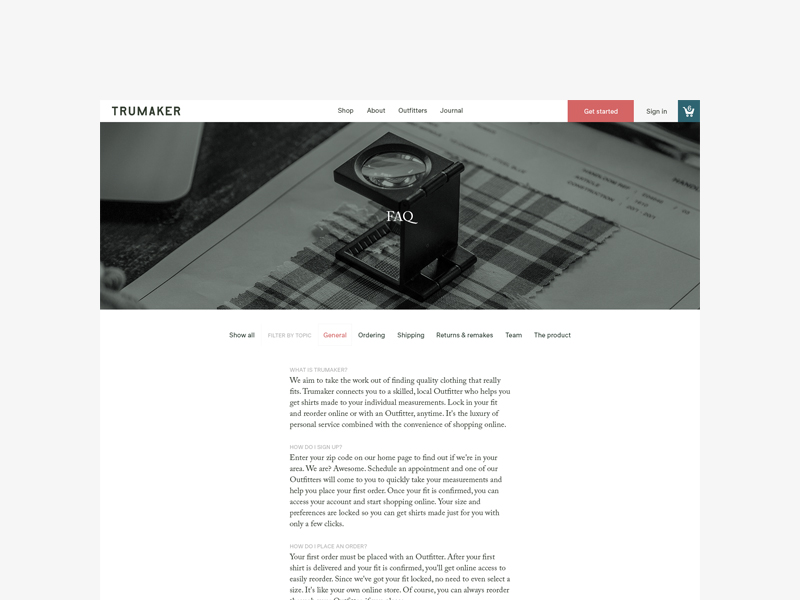 TRUMAKER
Shop About Outfitters Journal
Get started
Sign in
FAQ
Show all FILTER BY TOPIC General Ordering Shipping Returns & remakes Team The product
WHAT IS TRUMAKER?
We aim to take the work out of finding quality clothing that really
fits. Trumaker connects you to a skilled, local Outfitter who helps you
get shirts made to your individual measurements. Lock in your fit
and reorder online or with an Outfitter, anytime. It's the luxury of
personal service combined with the convenience of shopping online.
HOW DO I SIGN UP?
Enter your zip code on our home page to find out if we're in your
area. We are? Awesome. Schedule an appointment and one of our
Outfitters will come to you to quickly take your measurements and
help you place your first order. Once your fit is confirmed, you can
access your account and start shopping online. Your size and
preferences are locked so you can get shirts made just for you with
only a few clicks.
HOW DO I PLACE AN ORDER?
Your first order must be placed with an Outfitter. After your first
shirt is delivered and your fit is confirmed, you'll get online access to
easily reorder. Since we've got your fit locked, no need to even select a
size. It's like your own online store. Of course, you can always reorder